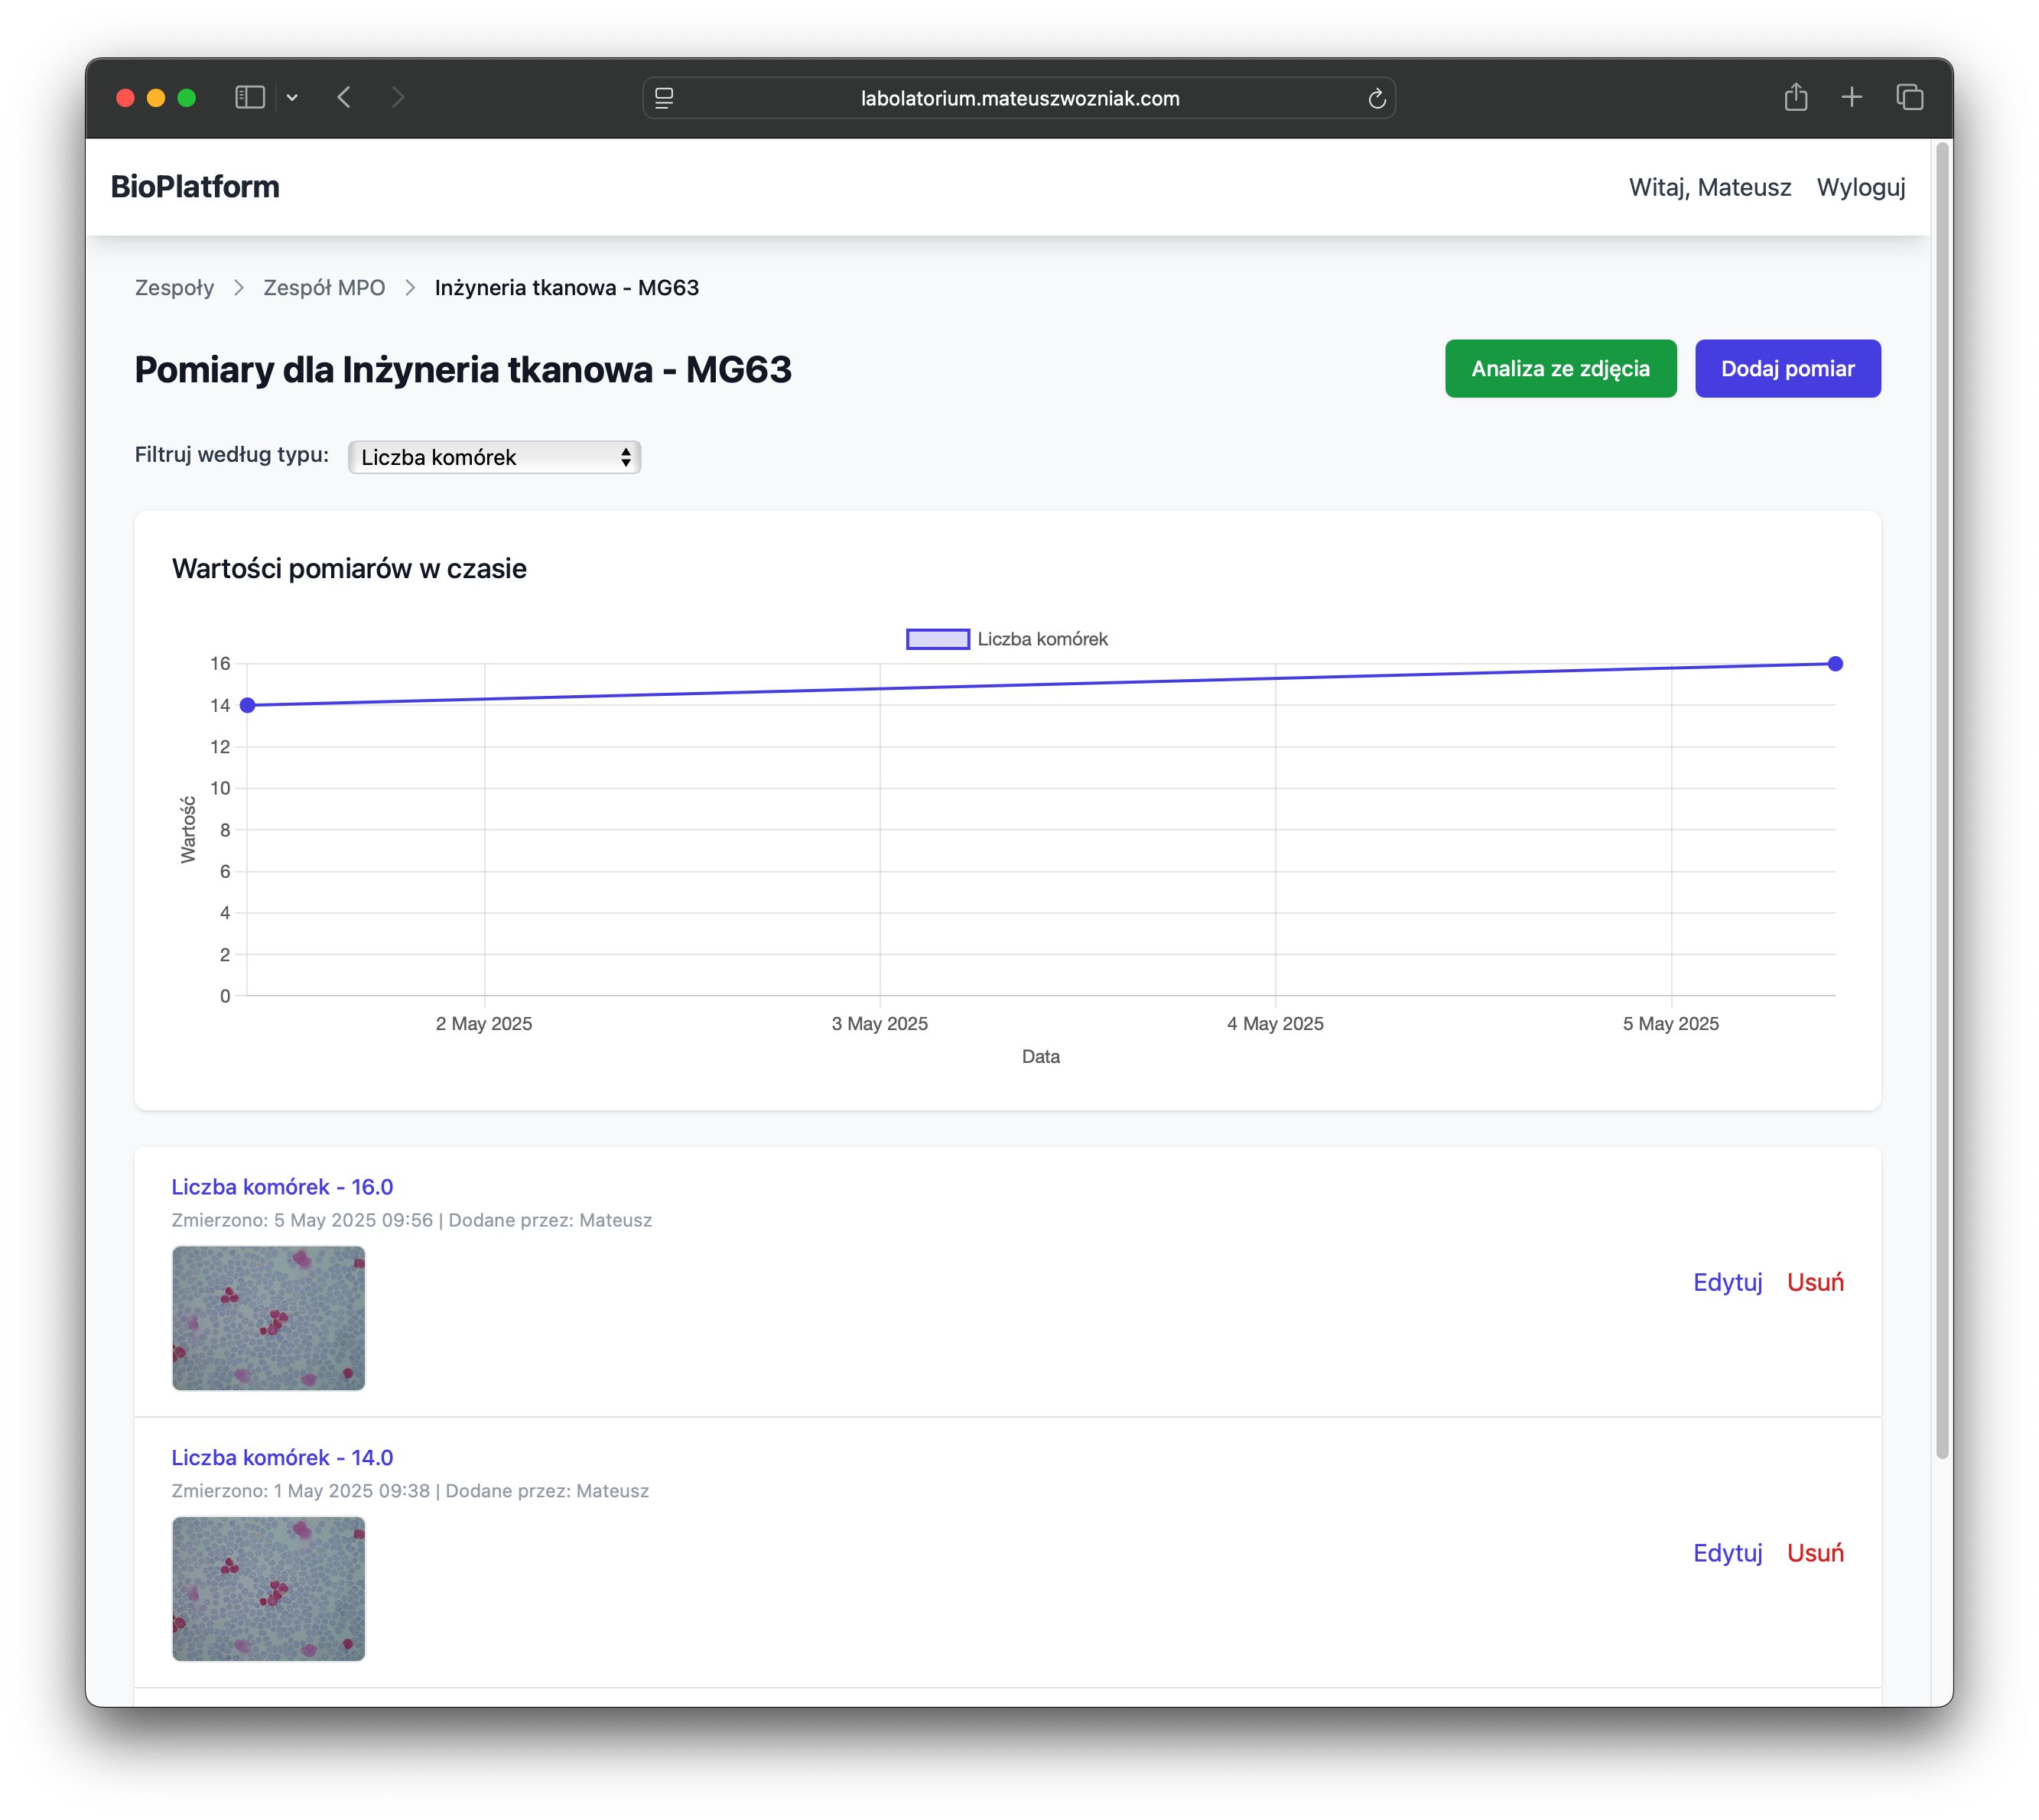 labolatorium.mateuszwozniak.com
BioPlatform
Witaj, Mateusz Wyloguj
Zespoły > Zespół MPO > Inżyneria tkanowa - MG63
Pomiary dla Inżyneria tkanowa - MG63
Analiza ze zdjęcia
Dodaj pomiar
Filtruj według typu: Liczba komórek
Wartości pomiarów w czasie
Liczba komórek
16
14
12
10
8
6
4
2
0
Wartość
2 May 2025
3 May 2025
4 May 2025
5 May 2025
Data
Liczba komórek - 16.0
Zmierzono: 5 May 2025 09:56 | Dodane przez: Mateusz
Edytuj Usuń
Liczba komórek - 14.0
Zmierzono: 1 May 2025 09:38 | Dodane przez: Mateusz
Edytuj Usuń